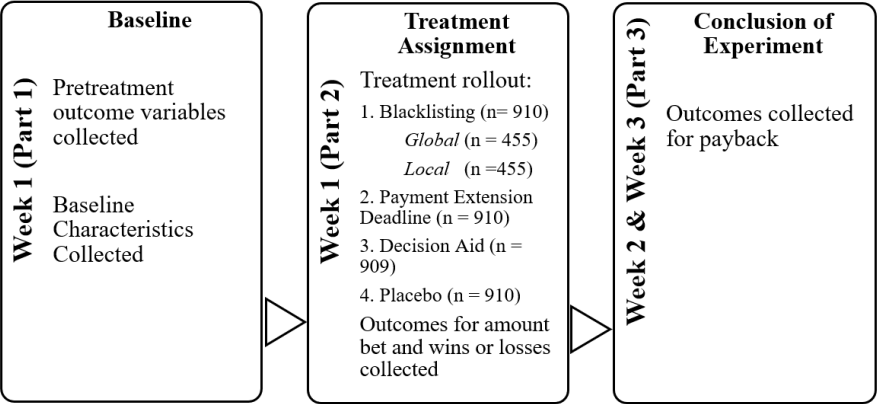 Baseline
Week 1 (Part 1)
Pretreatment
outcome variables
collected
Baseline
Characteristics
Collected
Treatment
Assignment
Week 1 (Part 2)
Treatment rollout:
1. Blacklisting (n= 910)
Global (n = 455)
Local (n =455)
2. Payment Extension
Deadline (n = 910)
3. Decision Aid (n =
909)
4. Placebo (n = 910)
Outcomes for amount
bet and wins or losses
collected
Conclusion of
Experiment
Week 2 & Week 3 (Part 3)
Outcomes collected
for payback